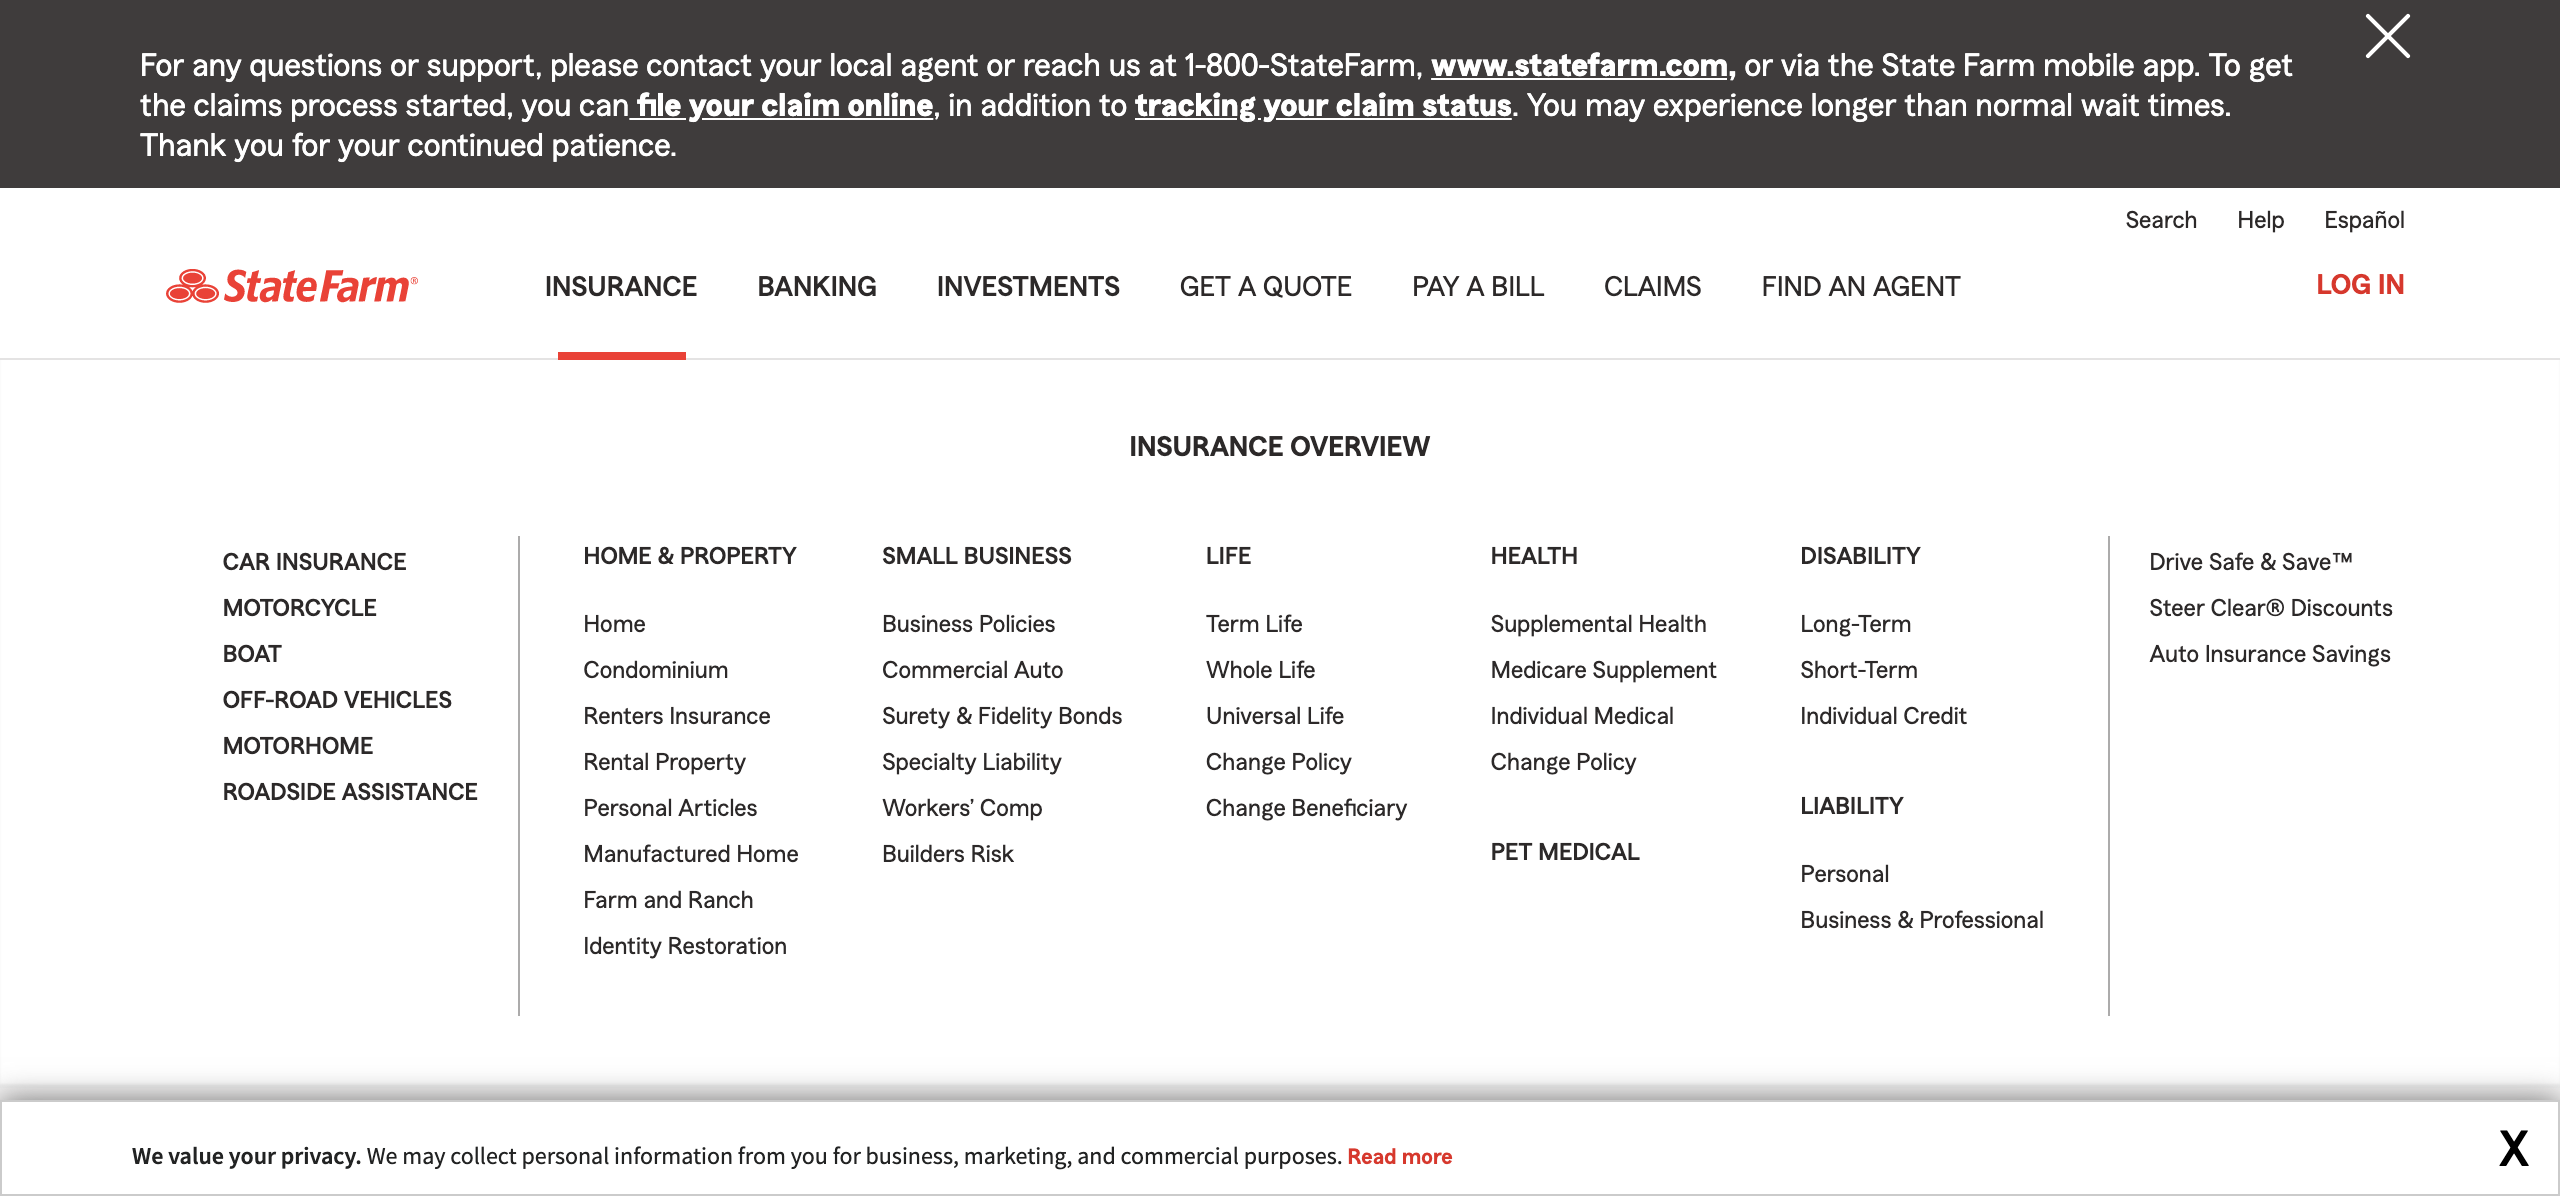 For any questions or support, please contact your local agent or reach us at 1-800-StateFarm, www.statefarm.com, or via the State Farm mobile app. To get
the claims process started, you can file your claim online, in addition to tracking your claim status. You may experience longer than normal wait times.
Thank you for your continued patience.
Search Help Español
StateFarm®
INSURANCE BANKING INVESTMENTS GET A QUOTE PAY A BILL CLAIMS FIND AN AGENT
LOG IN
INSURANCE OVERVIEW
CAR INSURANCE
MOTORCYCLE
BOAT
OFF-ROAD VEHICLES
MOTORHOME
ROADSIDE ASSISTANCE
HOME & PROPERTY
Home
Condominium
Renters Insurance
Rental Property
Personal Articles
Manufactured Home
Farm and Ranch
Identity Restoration
SMALL BUSINESS
Business Policies
Commercial Auto
Surety & Fidelity Bonds
Specialty Liability
Workers’ Comp
Builders Risk
LIFE
Term Life
Whole Life
Universal Life
Change Policy
Change Beneficiary
HEALTH
Supplemental Health
Medicare Supplement
Individual Medical
Change Policy
PET MEDICAL
DISABILITY
Long-Term
Short-Term
Individual Credit
LIABILITY
Personal
Business & Professional
Drive Safe & Save™
Steer Clear® Discounts
Auto Insurance Savings
We value your privacy. We may collect personal information from you for business, marketing, and commercial purposes. Read more
X